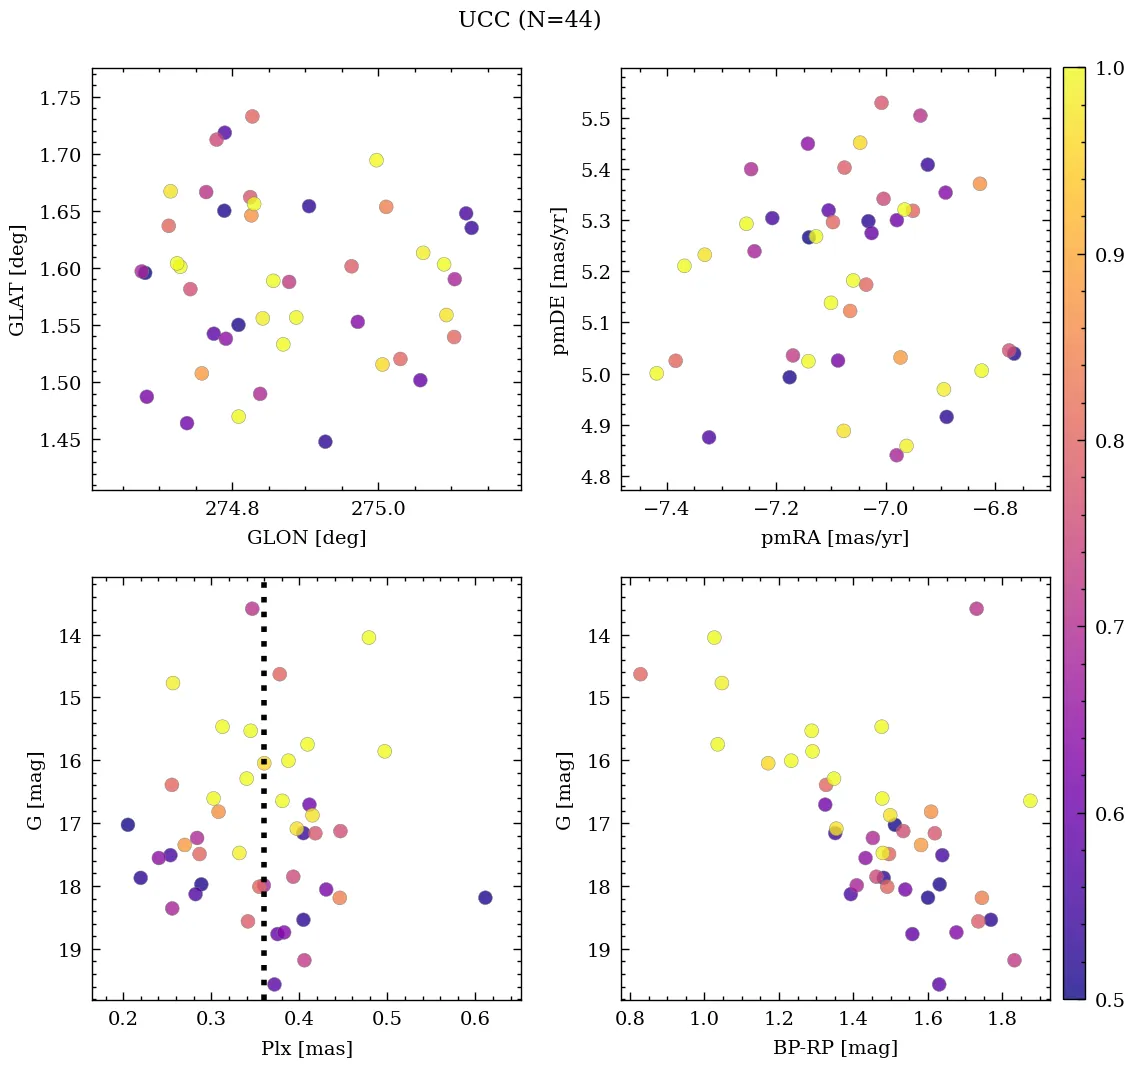 UCC (N=44)
1.75
1.70
1.65
1.60
1.55
1.50
1.45
GLAT [deg]
274.8 275.0
GLON [deg]
5.5
5.4
5.3
5.2
5.1
5.0
4.9
4.8
pmDE [mas/yr]
−7.4 −7.2 −7.0 −6.8
pmRA [mas/yr]
1.0
0.9
0.8
0.7
0.6
0.5
14
15
16
17
18
19
G [mag]
0.2 0.3 0.4 0.5 0.6
Plx [mas]
14
15
16
17
18
19
G [mag]
0.8 1.0 1.2 1.4 1.6 1.8
BP-RP [mag]